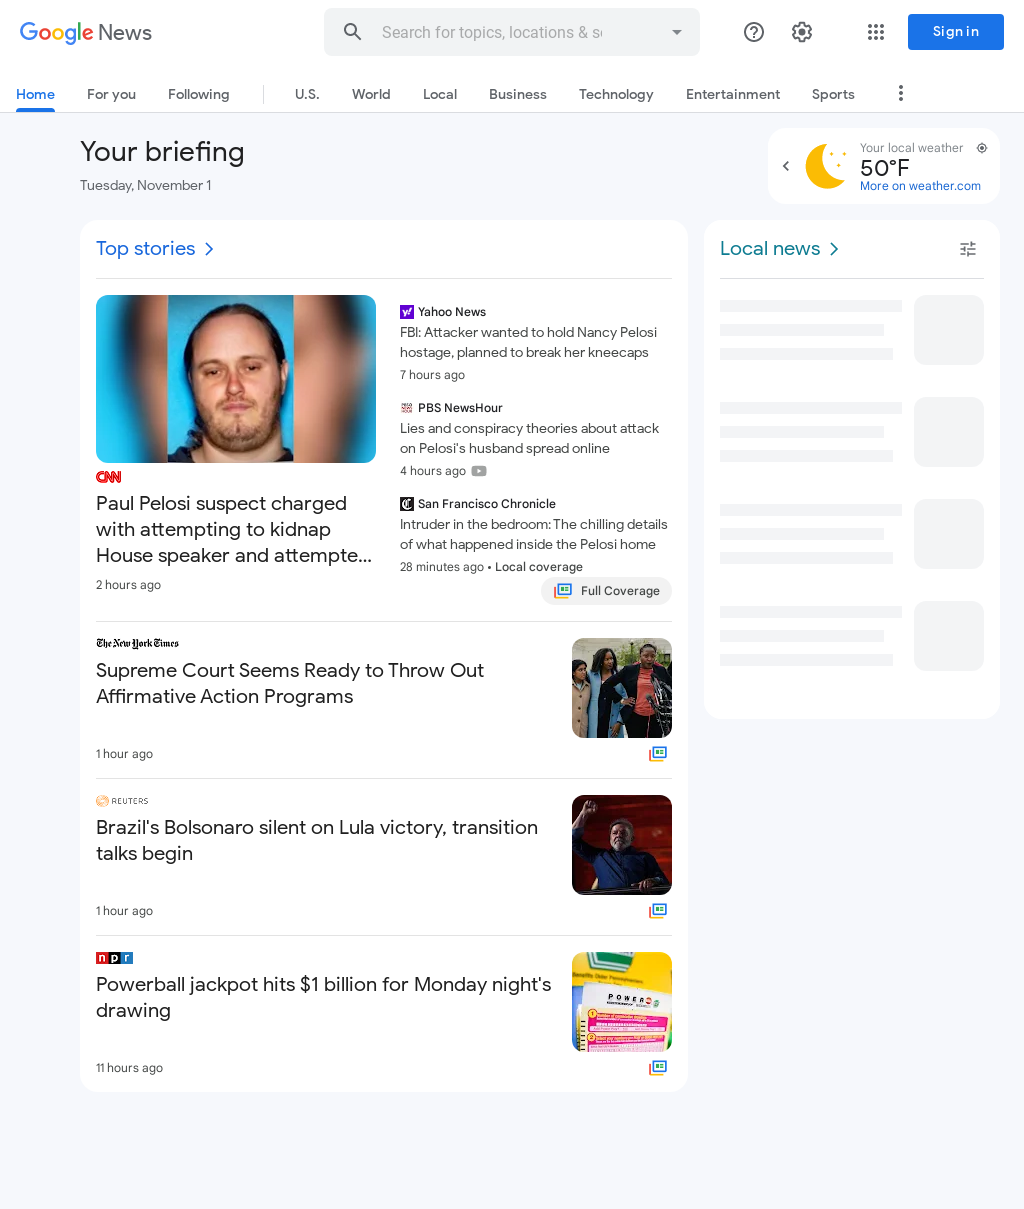 Google News
Search for topics, locations & so
Sign in
Home For you Following U.S. World Local Business Technology Entertainment Sports
Your briefing
Tuesday, November 1
Your local weather
50°F
More on weather.com
Top stories
CNN
Paul Pelosi suspect charged
with attempting to kidnap
House speaker and attempte...
2 hours ago
Yahoo News
FBI: Attacker wanted to hold Nancy Pelosi
hostage, planned to break her kneecaps
7 hours ago
PBS NewsHour
Lies and conspiracy theories about attack
on Pelosi's husband spread online
4 hours ago
San Francisco Chronicle
Intruder in the bedroom: The chilling details
of what happened inside the Pelosi home
28 minutes ago • Local coverage
Full Coverage
The New York Times
Supreme Court Seems Ready to Throw Out
Affirmative Action Programs
1 hour ago
REUTERS
Brazil's Bolsonaro silent on Lula victory, transition
talks begin
1 hour ago
npr
Powerball jackpot hits $1 billion for Monday night's
drawing
Benefits Older Pennsylvanians
POWER
11 hours ago
Local news